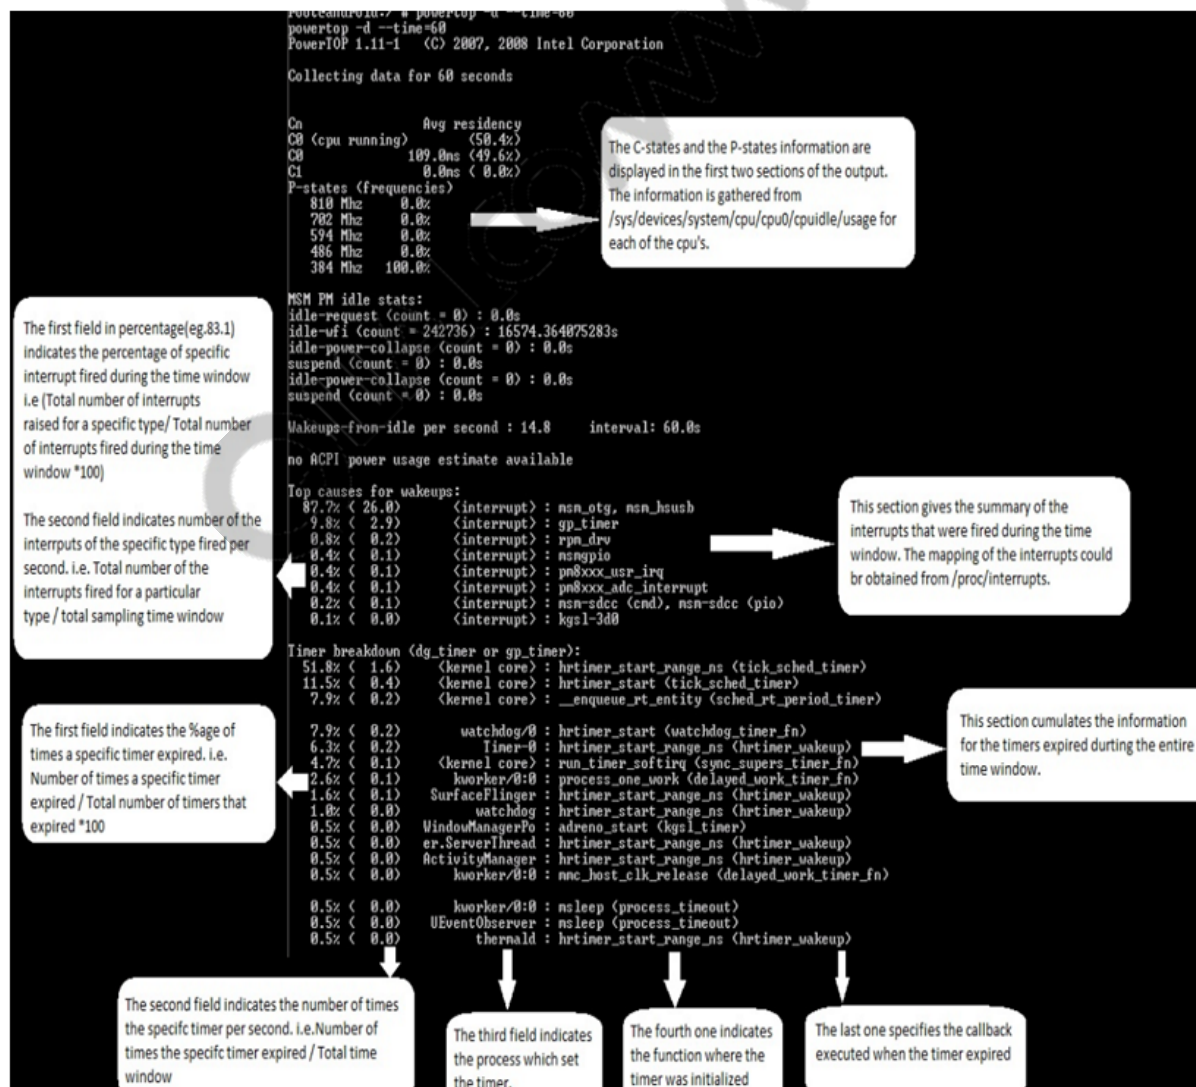 root@android:/ # powertop -d --time=60
powertop -d --time=60
PowerTOP 1.11-1 (C) 2007, 2008 Intel Corporation
Collecting data for 60 seconds
Cn Avg residency
C0 (cpu running) (50.4%)
C0 109.0ms (49.6%)
C1 0.0ms ( 0.0%)
P-states (frequencies)
810 Mhz 0.0%
702 Mhz 0.0%
594 Mhz 0.0%
486 Mhz 0.0%
384 Mhz 100.0%
The C-states and the P-states information are
displayed in the first two sections of the output.
The information is gathered from
/sys/devices/system/cpu/cpu0/cpuidle/usage for
each of the cpu's.
MSM PM idle stats:
idle-request (count = 0) : 0.0s
idle-wfi (count = 242736) : 16574.364075283s
idle-power-collapse (count = 0) : 0.0s
suspend (count = 0) : 0.0s
idle-power-collapse (count = 0) : 0.0s
suspend (count = 0) : 0.0s
Wakeups-from-idle per second : 14.8 interval: 60.0s
no ACPI power usage estimate available
The first field in percentage(eg.83.1)
indicates the percentage of specific
interrupt fired during the time window
i.e (Total number of interrupts
raised for a specific type/ Total number
of interrupts fired during the time
window *100)
The second field indicates number of the
interrputs of the specific type fired per
second. i.e. Total number of the
interrupts fired for a particular
type / total sampling time window
Top causes for wakeups:
87.7% ( 26.0) (interrupt) : msm_otg, msm_hsusb
9.8% ( 2.9) (interrupt) : gp_timer
0.8% ( 0.2) (interrupt) : rpm_drv
0.4% ( 0.1) (interrupt) : msmgpio
0.4% ( 0.1) (interrupt) : pm8xxx_usr_irq
0.4% ( 0.1) (interrupt) : pm8xxx_adc_interrupt
0.2% ( 0.1) (interrupt) : msm-sdcc (cmd), msm-sdcc (pio)
0.1% ( 0.0) (interrupt) : kgsl-3d0
This section gives the summary of the
interrupts that were fired during the time
window. The mapping of the interrupts could
be obtained from /proc/interrupts.
Timer breakdown (dg_timer or gp_timer):
51.8% ( 1.6) (kernel core) : hrtimer_start_range_ns (tick_sched_timer)
11.5% ( 0.4) (kernel core) : hrtimer_start (tick_sched_timer)
7.9% ( 0.2) (kernel core) : __enqueue_rt_entity (sched_rt_period_timer)
7.9% ( 0.2) watchdog/0 : hrtimer_start (watchdog_timer_fn)
6.3% ( 0.2) Timer-0 : hrtimer_start_range_ns (hrtimer_wakeup)
4.7% ( 0.1) (kernel core) : run_timer_softirq (sync_supers_timer_fn)
2.6% ( 0.1) kworker/0:0 : process_one_work (delayed_work_timer_fn)
1.6% ( 0.1) SurfaceFlinger : hrtimer_start_range_ns (hrtimer_wakeup)
1.0% ( 0.0) watchdog : hrtimer_start_range_ns (hrtimer_wakeup)
0.5% ( 0.0) WindowManagerPo : adreno_start (kgsl_timer)
0.5% ( 0.0) er.ServerThread : hrtimer_start_range_ns (hrtimer_wakeup)
0.5% ( 0.0) ActivityManager : hrtimer_start_range_ns (hrtimer_wakeup)
0.5% ( 0.0) kworker/0:0 : mmc_host_clk_release (delayed_work_timer_fn)
0.5% ( 0.0) kworker/0:0 : msleep (process_timeout)
0.5% ( 0.0) UEventObserver : msleep (process_timeout)
0.5% ( 0.0) thermald : hrtimer_start_range_ns (hrtimer_wakeup)
The first field indicates the %age of
times a specific timer expired. i.e.
Number of times a specific timer
expired / Total number of timers that
expired *100
This section cumulates the information
for the timers expired durting the entire
time window.
The second field indicates the number of times
the specifc timer per second. i.e.Number of
times the specifc timer expired / Total time
window
The third field indicates
the process which set
the timer.
The fourth one indicates
the function where the
timer was initialized
The last one specifies the callback
executed when the timer expired